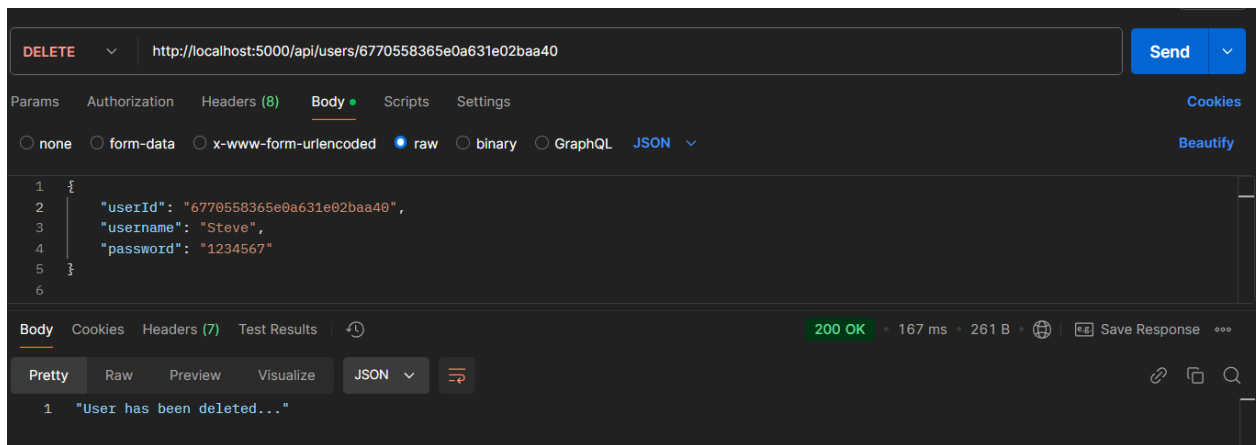 DELETE http://localhost:5000/api/users/6770558365e0a631e02baa40 Send
Params Authorization Headers (8) Body Scripts Settings Cookies
none form-data x-www-form-urlencoded raw binary GraphQL JSON Beautify
1 {
2 "userId": "6770558365e0a631e02baa40",
3 "username": "Steve",
4 "password": "1234567"
5 }
6
Body Cookies Headers (7) Test Results 200 OK • 167 ms • 261 B • e.g. Save Response
Pretty Raw Preview Visualize JSON
1 "User has been deleted..."